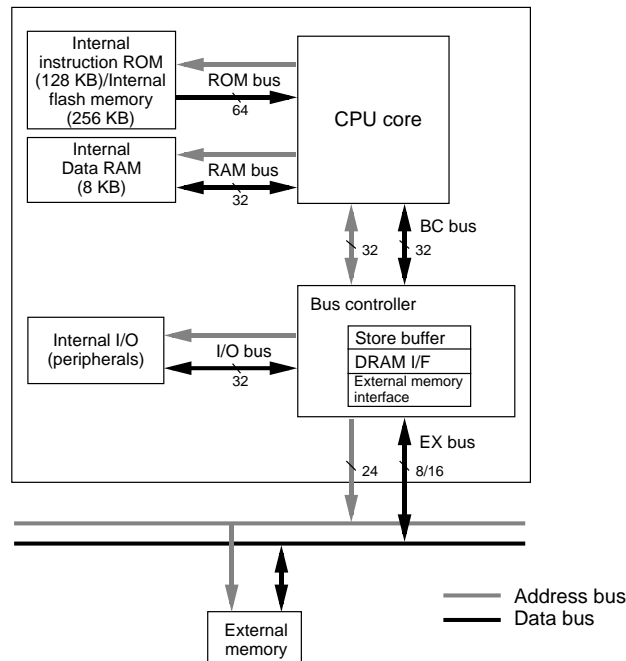 Internal
instruction ROM
(128 KB)/Internal
flash memory
(256 KB)
ROM bus
64
CPU core
Internal
Data RAM
(8 KB)
RAM bus
32
BC bus
32
32
Bus controller
Store buffer
DRAM I/F
External memory
interface
Internal I/O
(peripherals)
I/O bus
32
EX bus
24
8/16
Address bus
Data bus
External
memory